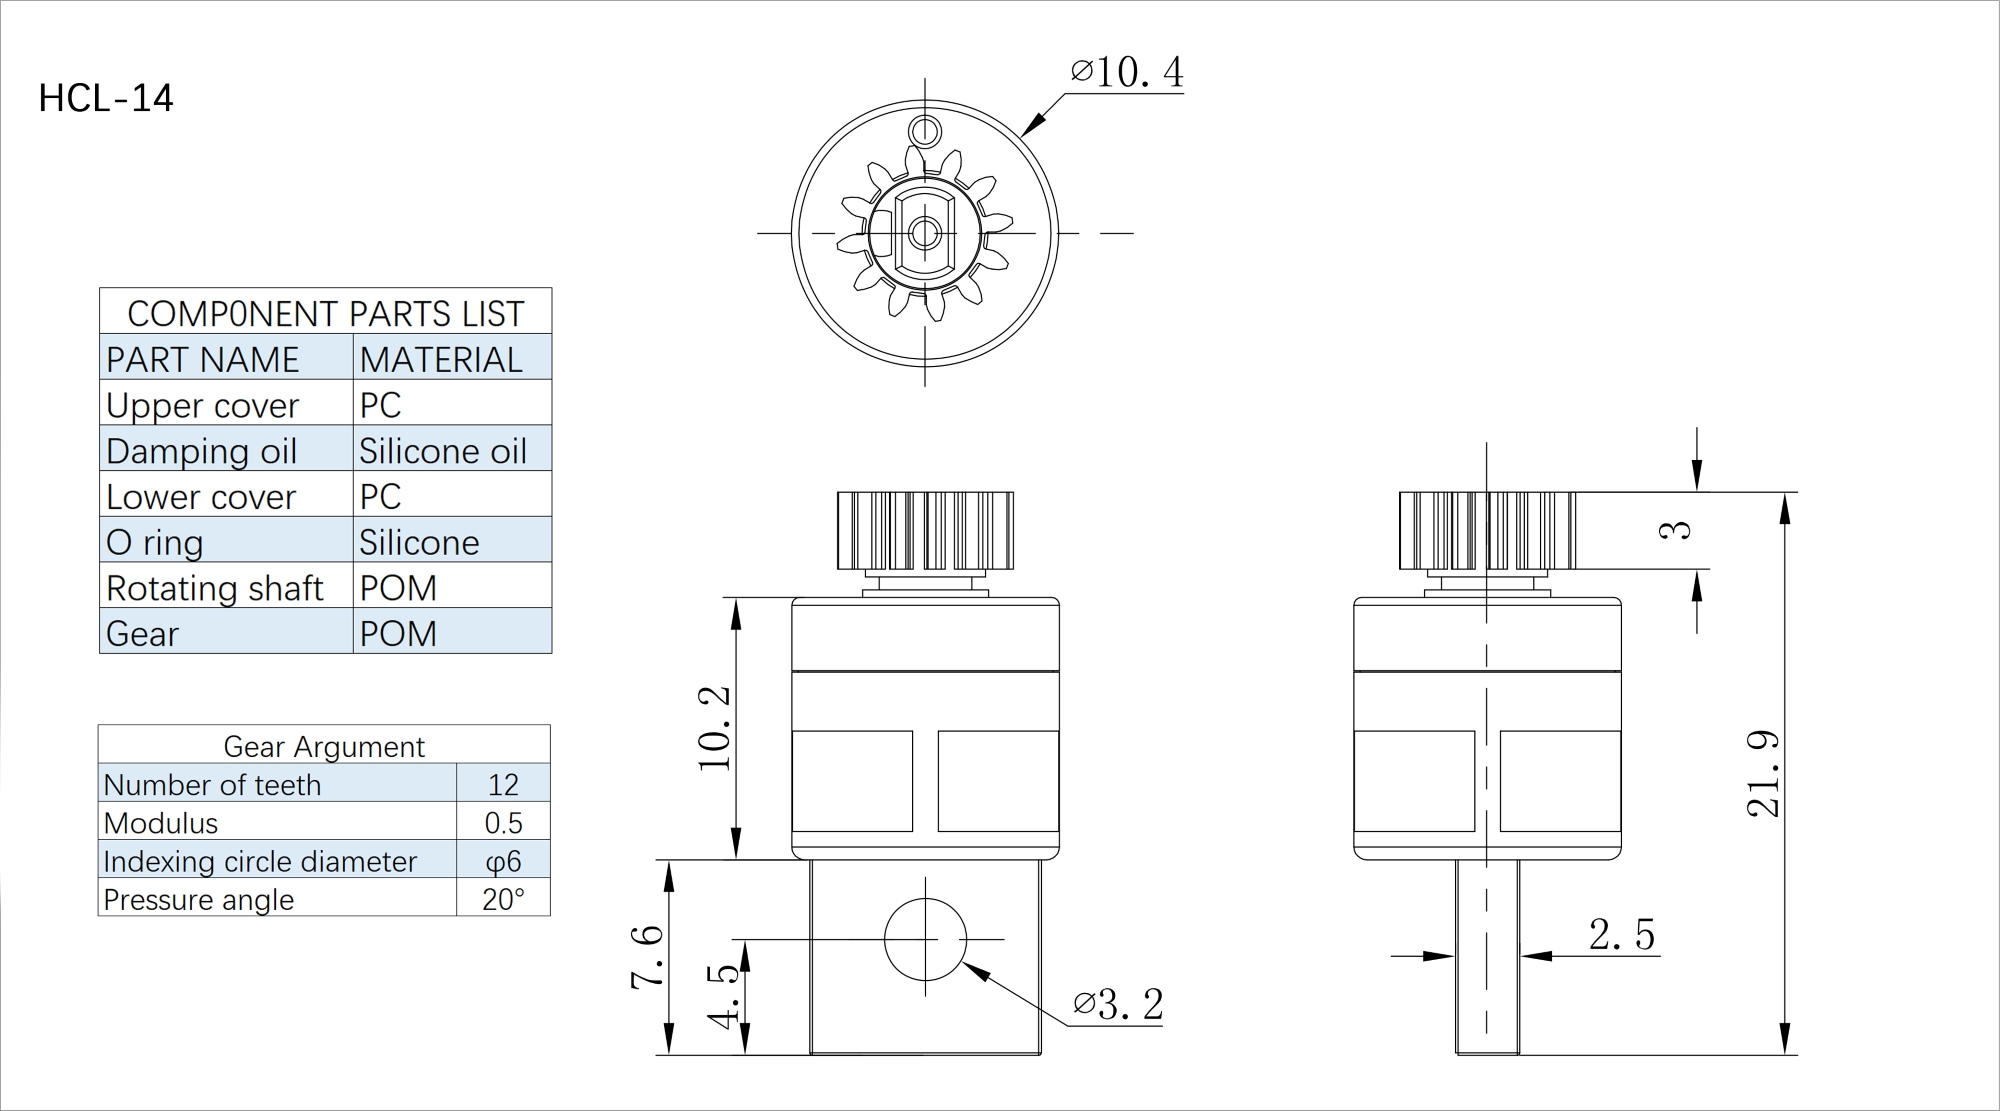 HCL-14
COMP0NENT PARTS LIST
PART NAME MATERIAL
Upper cover PC
Damping oil Silicone oil
Lower cover PC
O ring Silicone
Rotating shaft POM
Gear POM
Gear Argument
Number of teeth 12
Modulus 0.5
Indexing circle diameter φ6
Pressure angle 20°
⌀10.4
10.2
7.6
4.5
⌀3.2
3
21.9
2.5